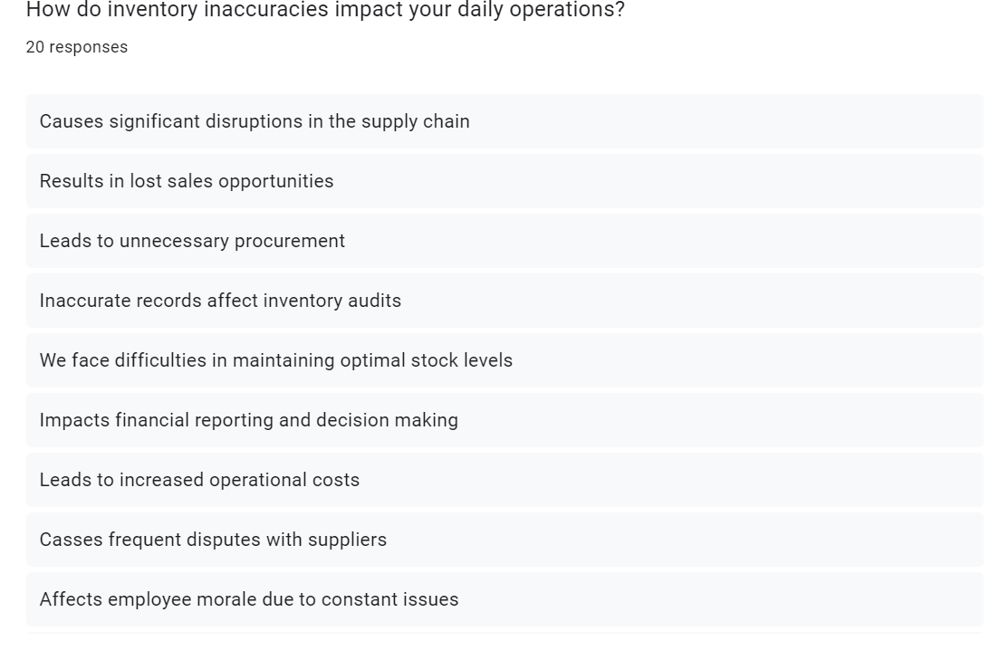 How do inventory inaccuracies impact your daily operations?
20 responses
Causes significant disruptions in the supply chain
Results in lost sales opportunities
Leads to unnecessary procurement
Inaccurate records affect inventory audits
We face difficulties in maintaining optimal stock levels
Impacts financial reporting and decision making
Leads to increased operational costs
Casses frequent disputes with suppliers
Affects employee morale due to constant issues